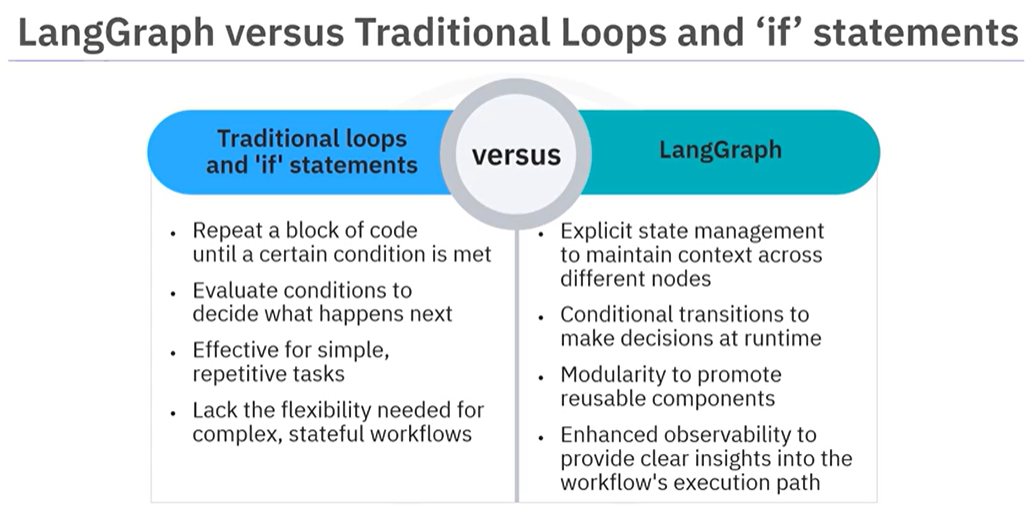 LangGraph versus Traditional Loops and ‘if’ statements
Traditional loops
and 'if' statements
versus
LangGraph
• Repeat a block of code
until a certain condition is met
• Evaluate conditions to
decide what happens next
• Effective for simple,
repetitive tasks
• Lack the flexibility needed for
complex, stateful workflows
• Explicit state management
to maintain context across
different nodes
• Conditional transitions to
make decisions at runtime
• Modularity to promote
reusable components
• Enhanced observability to
provide clear insights into the
workflow's execution path